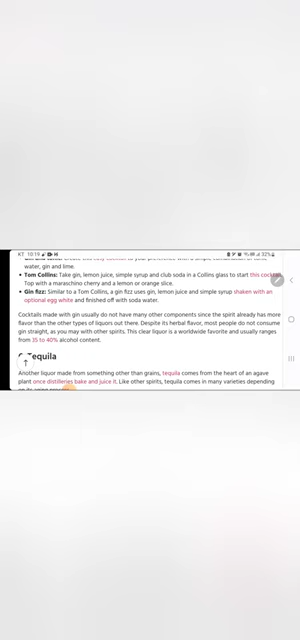 KT 10:19
32%
water, gin and lime.
• Tom Collins: Take gin, lemon juice, simple syrup and club soda in a Collins glass to start this cocktail.
Top with a maraschino cherry and a lemon or orange slice.
• Gin fizz: Similar to a Tom Collins, a gin fizz uses gin, lemon juice and simple syrup shaken with an
optional egg white and finished off with soda water.
Cocktails made with gin usually do not have many other components since the spirit already has more
flavor than the other types of liquors out there. Despite its herbal flavor, most people do not consume
gin straight, as you may with other spirits. This clear liquor is a worldwide favorite and usually ranges
from 35 to 40% alcohol content.
Tequila
Another liquor made from something other than grains, tequila comes from the heart of an agave
plant once distilleries bake and juice it. Like other spirits, tequila comes in many varieties depending